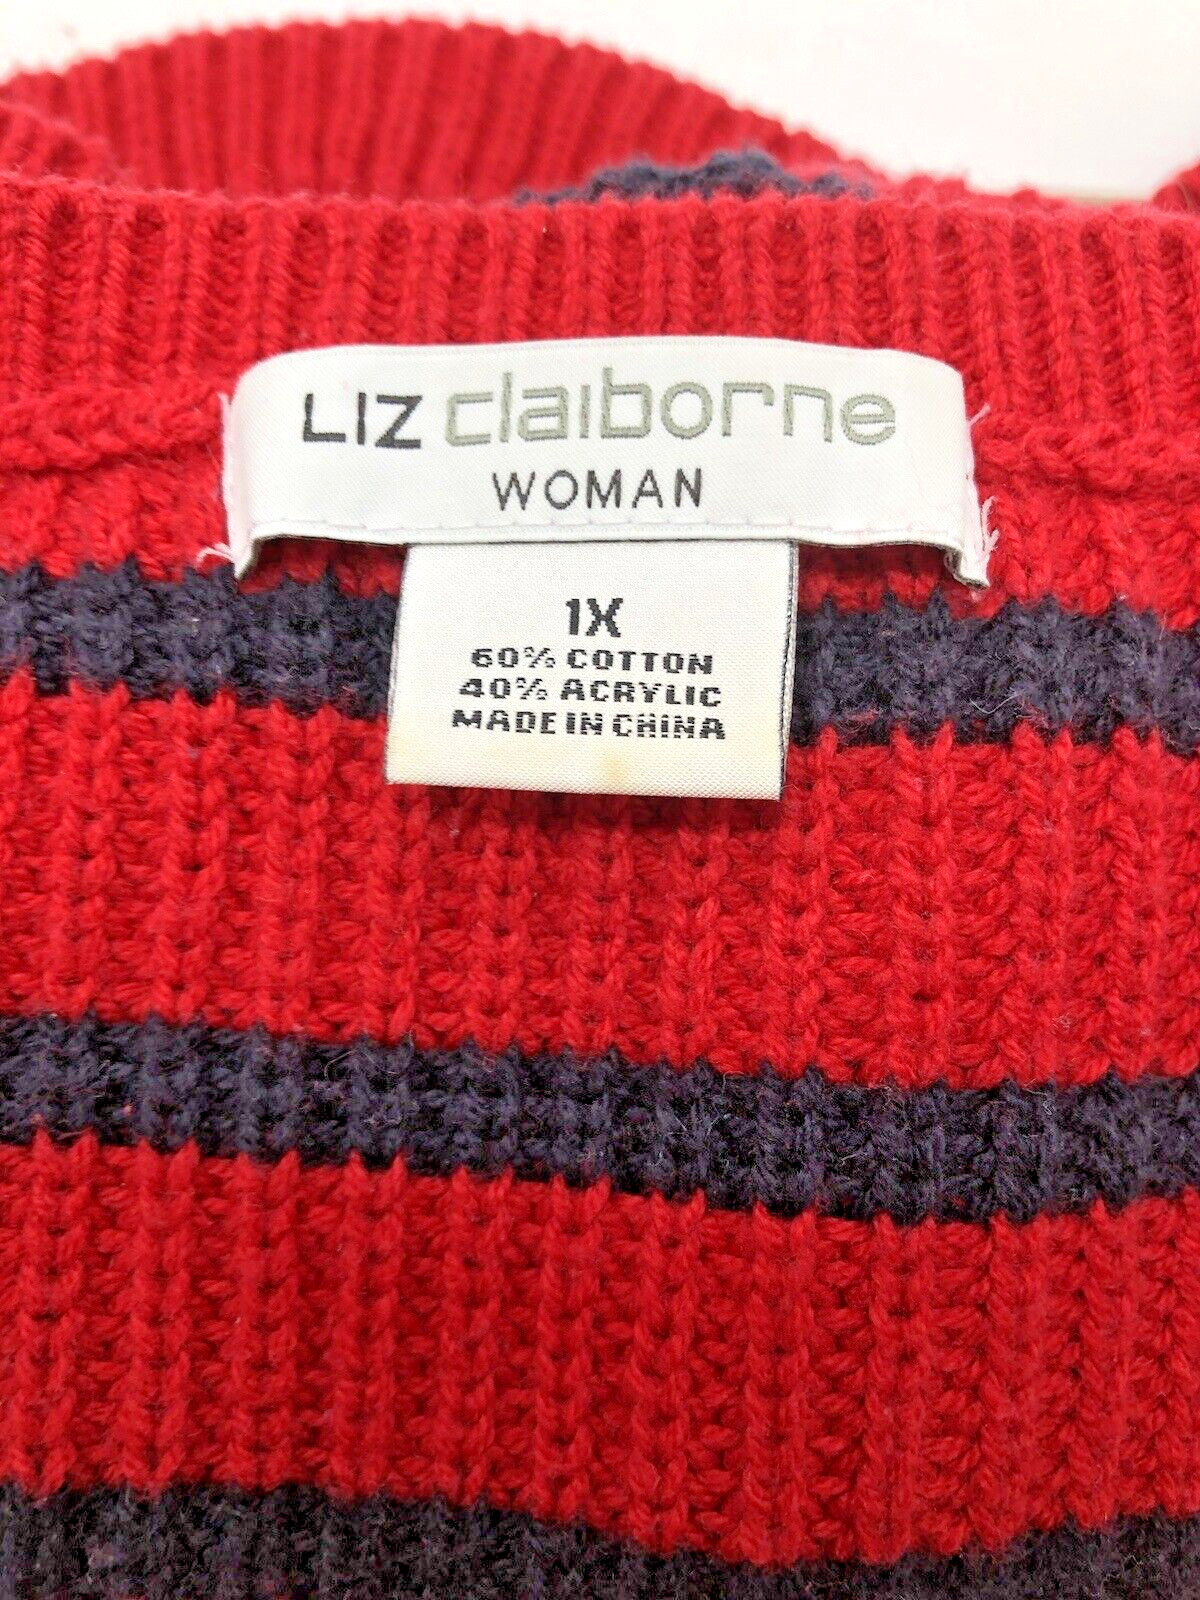 LIZ claiborne
WOMAN
1X
60% COTTON
40% ACRYLIC
MADE IN CHINA